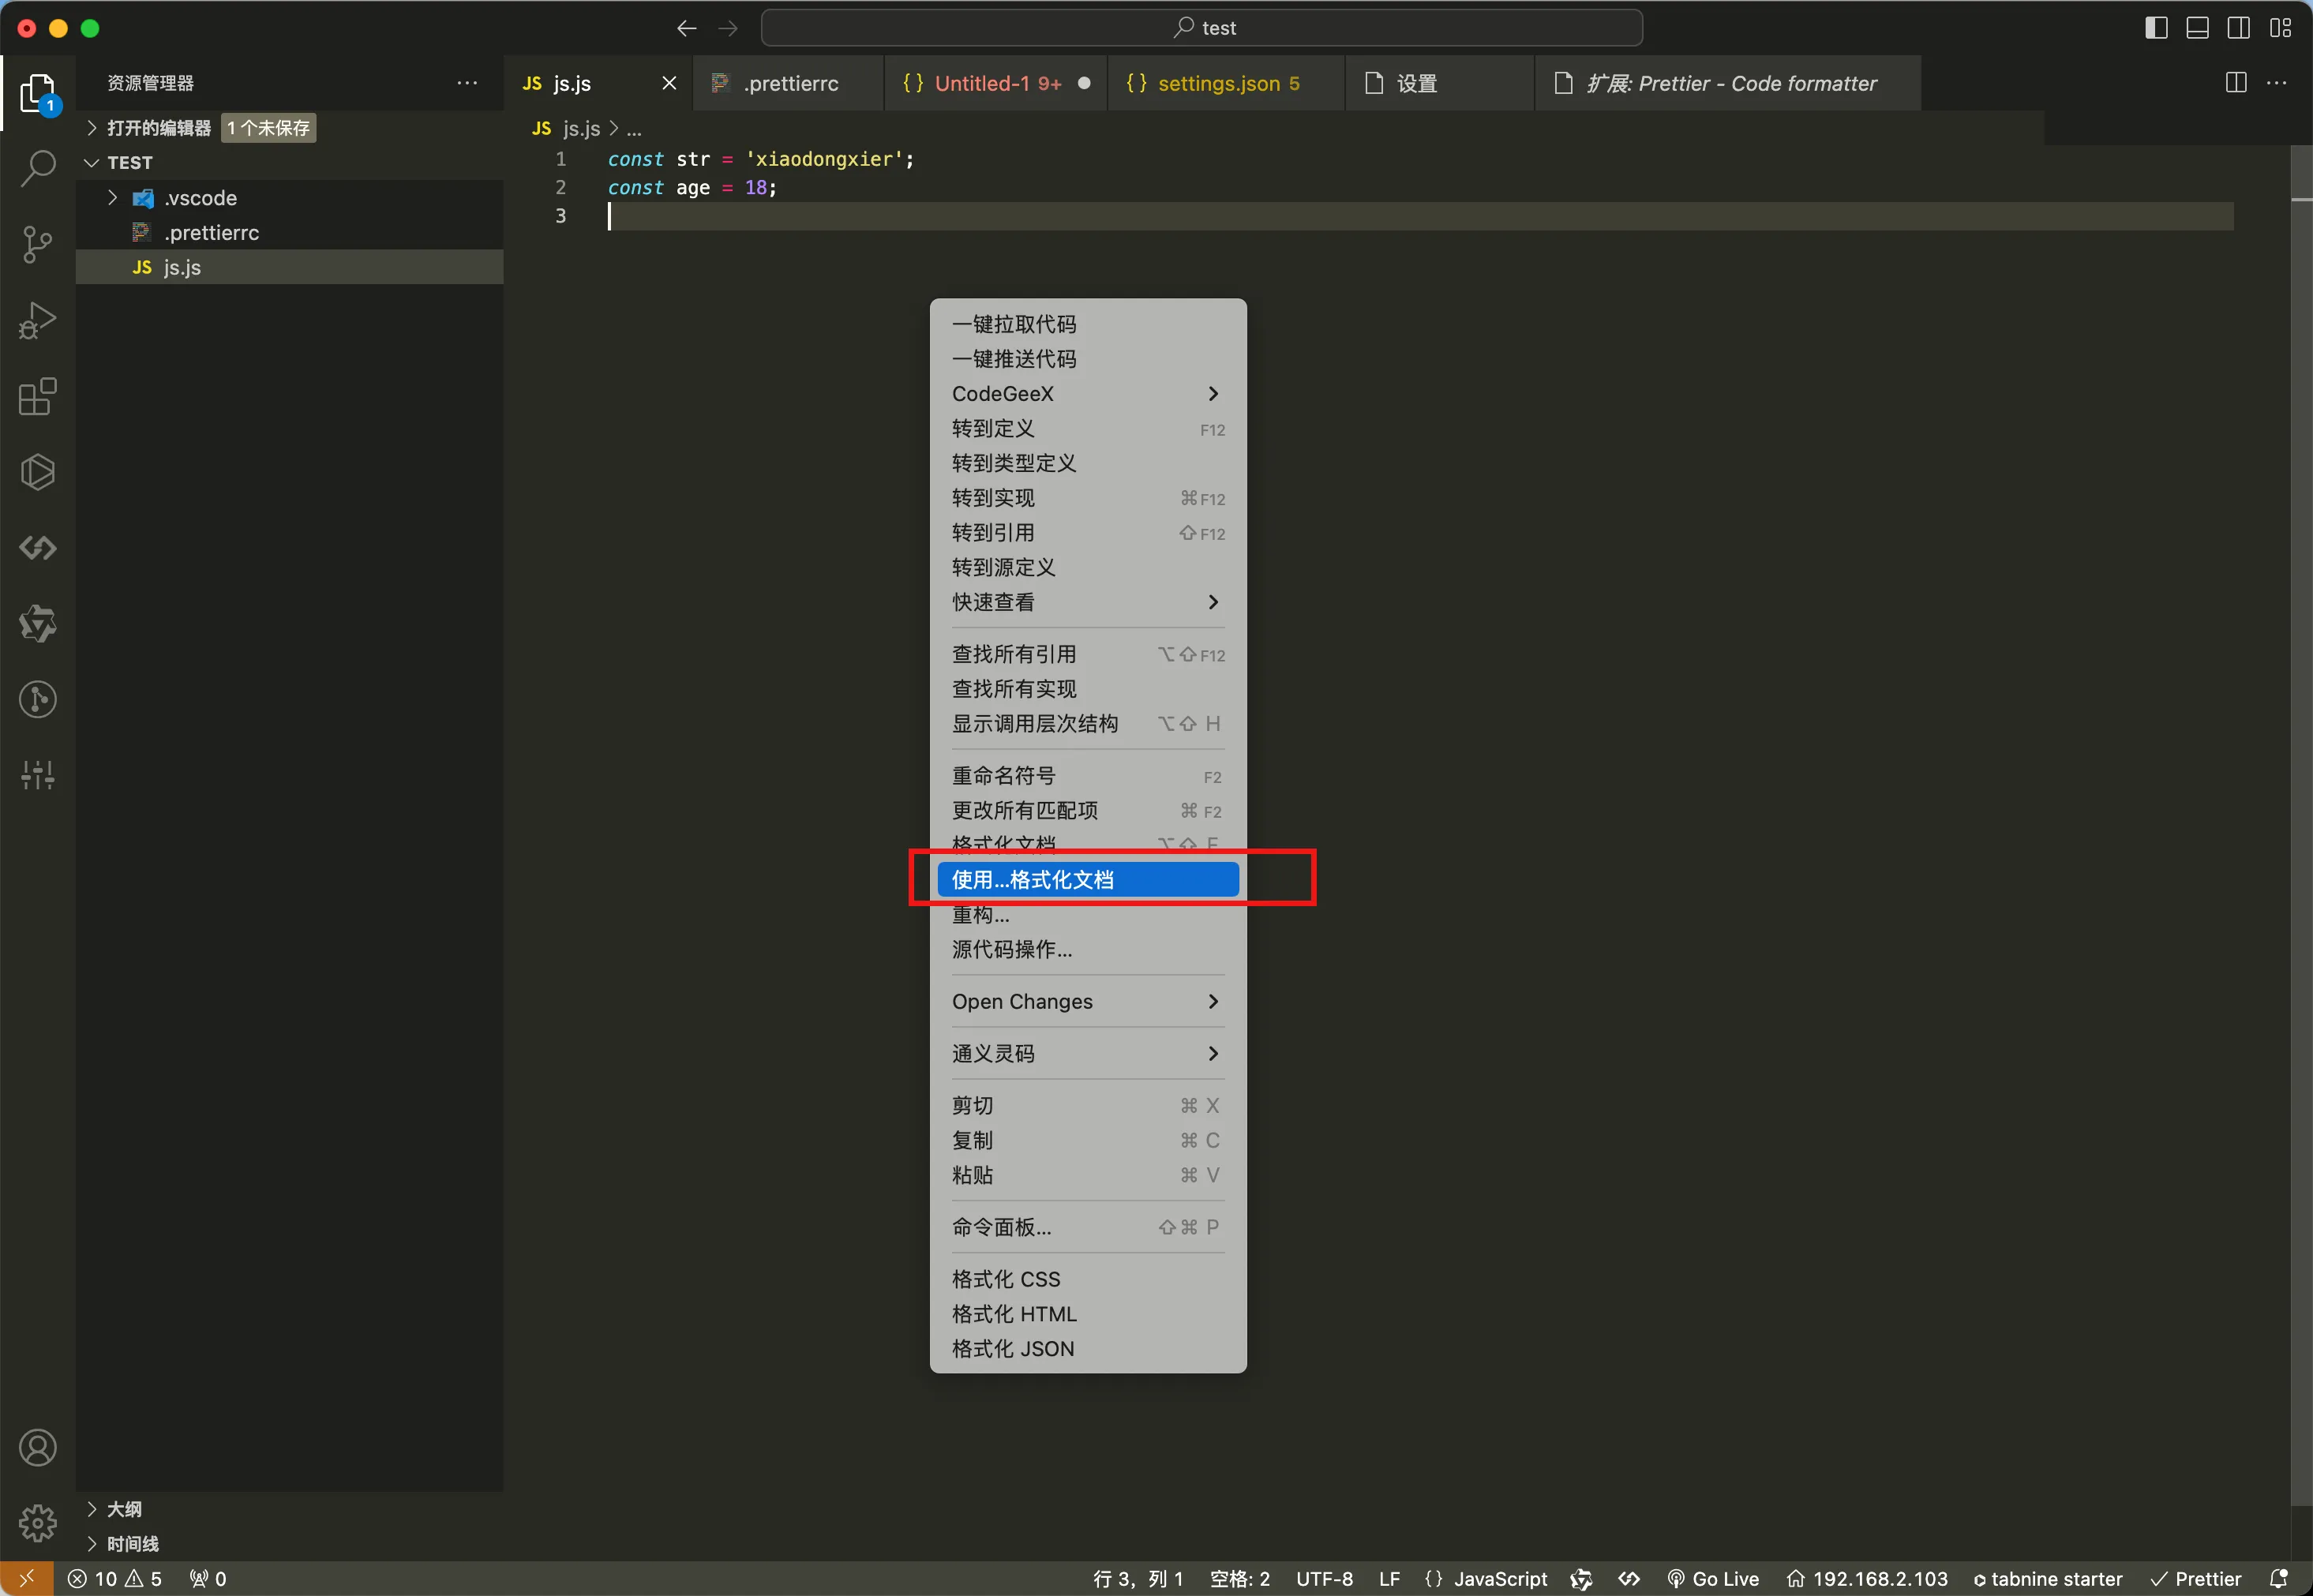 test
资源管理器
JS js.js
.prettierrc
{} Untitled-1 9+
{} settings.json 5
设置
扩展: Prettier - Code formatter
1
打开的编辑器 1 个未保存
JS js.js > ...
TEST
.vscode
.prettierrc
JS js.js
1 const str = 'xiaodongxier';
2 const age = 18;
3
一键拉取代码
一键推送代码
CodeGeeX
转到定义 F12
转到类型定义
转到实现 ⌘F12
转到引用 ⇧F12
转到源定义
快速查看
查找所有引用 ⌥⇧F12
查找所有实现
显示调用层次结构 ⌥⇧ H
重命名符号 F2
更改所有匹配项 ⌘ F2
格式化文档 ⌥⇧ F
使用...格式化文档
重构...
源代码操作...
Open Changes
通义灵码
剪切 ⌘ X
复制 ⌘ C
粘贴 ⌘ V
命令面板... ⇧⌘ P
格式化 CSS
格式化 HTML
格式化 JSON
大纲
时间线
10 5 0 行 3，列 1 空格: 2 UTF-8 LF {} JavaScript Go Live 192.168.2.103 tabnine starter Prettier